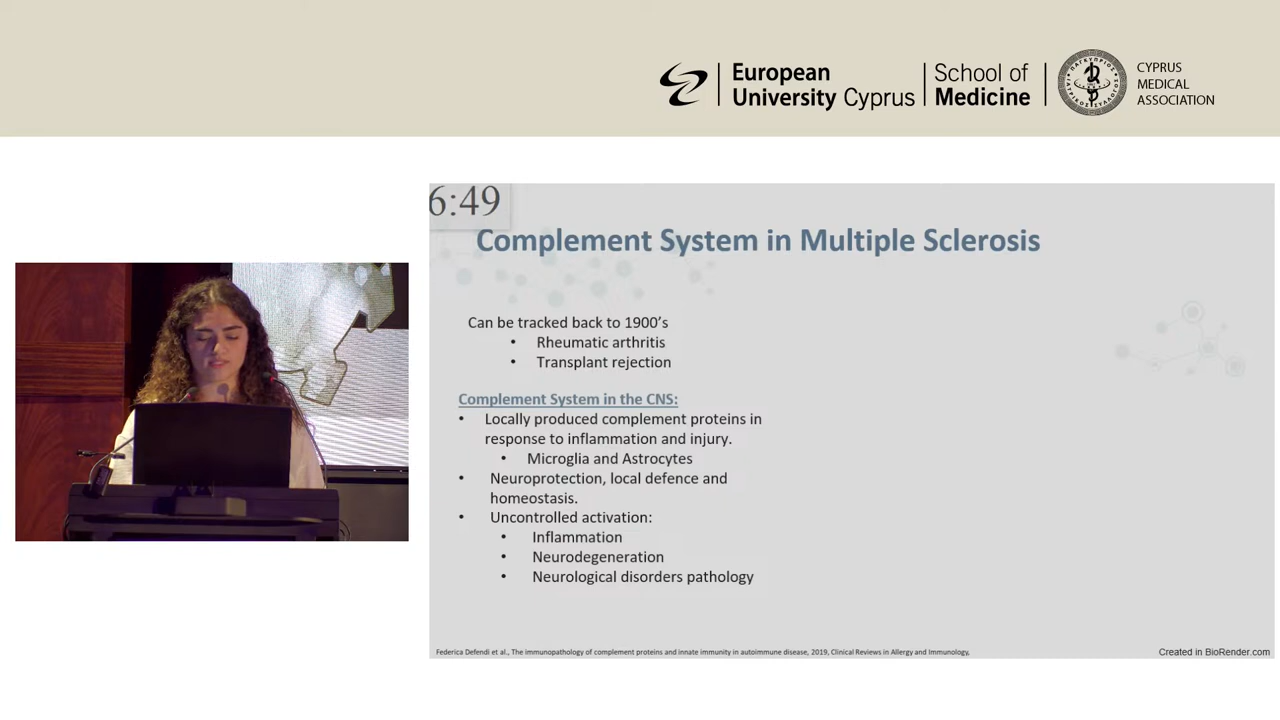 European
University Cyprus
School of
Medicine
CYPRUS
MEDICAL
ASSOCIATION
6:49
Complement System in Multiple Sclerosis
Can be tracked back to 1900's
• Rheumatic arthritis
• Transplant rejection
Complement System in the CNS:
• Locally produced complement proteins in
response to inflammation and injury.
• Microglia and Astrocytes
• Neuroprotection, local defence and
homeostasis.
• Uncontrolled activation:
• Inflammation
• Neurodegeneration
• Neurological disorders pathology
Federica Defendi et al., The immunopathology of complement proteins and innate immunity in autoimmune disease, 2019, Clinical Reviews in Allergy and Immunology,
Created in BioRender.com